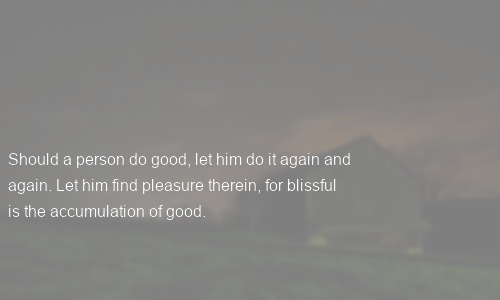 Should a person do good, let him do it again and
again. Let him find pleasure therein, for blissful
is the accumulation of good.